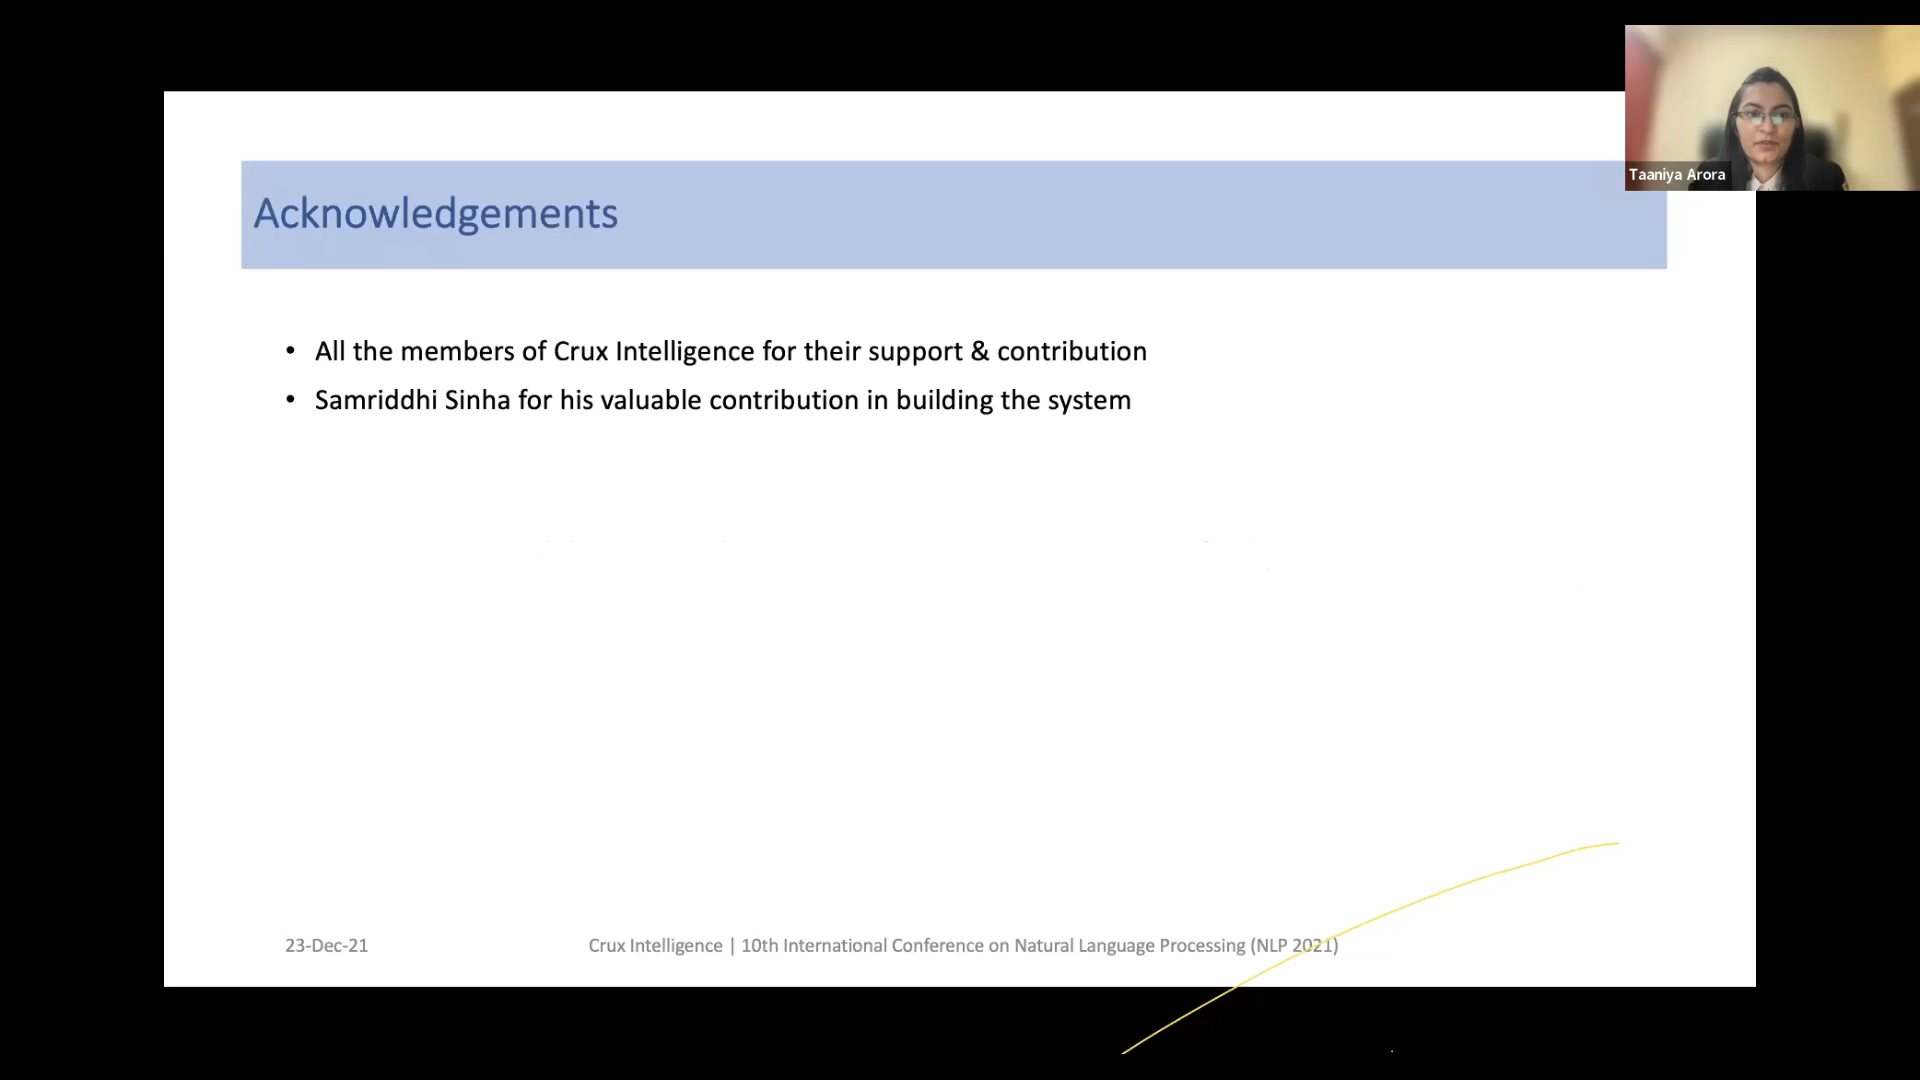 Taaniya Arora
Acknowledgements
• All the members of Crux Intelligence for their support & contribution
• Samriddhi Sinha for his valuable contribution in building the system
23-Dec-21
Crux Intelligence | 10th International Conference on Natural Language Processing (NLP 2021)